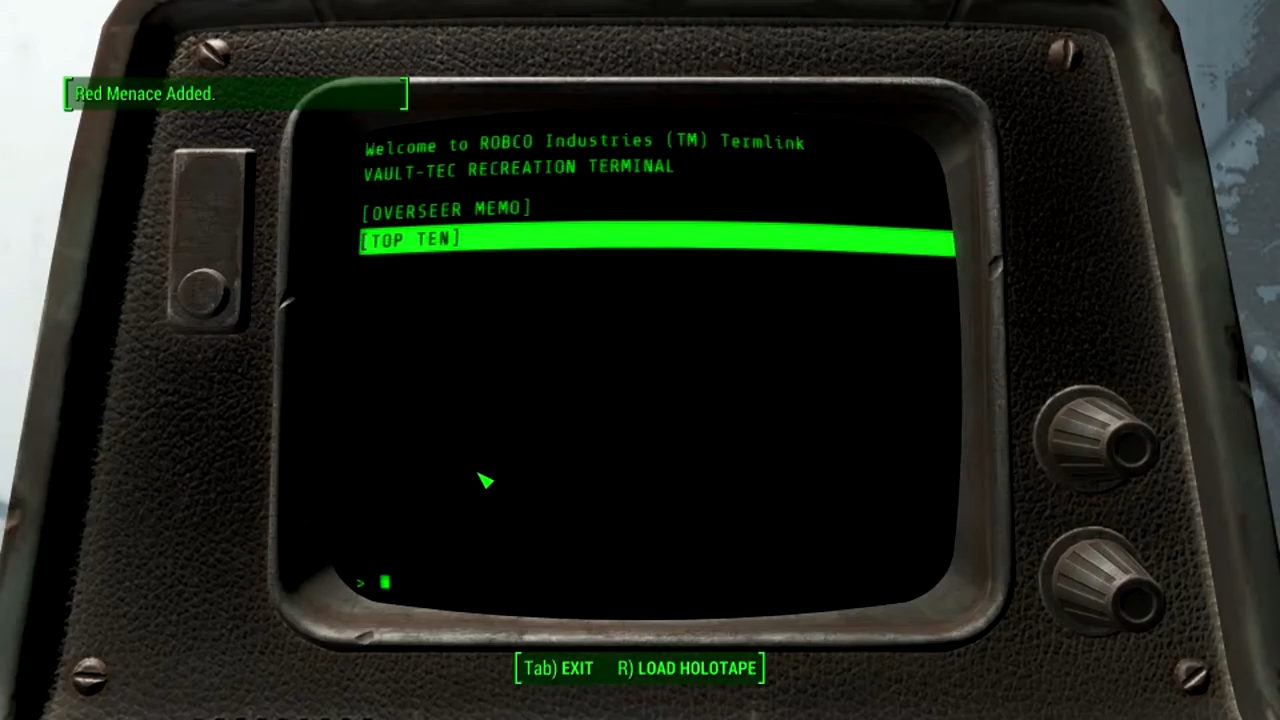 Red Menace Added.
Welcome to ROBCO Industries (TM) Termlink
VAULT-TEC RECREATION TERMINAL
[OVERSEER MEMO]
[TOP TEN]
>
Tab) EXIT R) LOAD HOLOTAPE